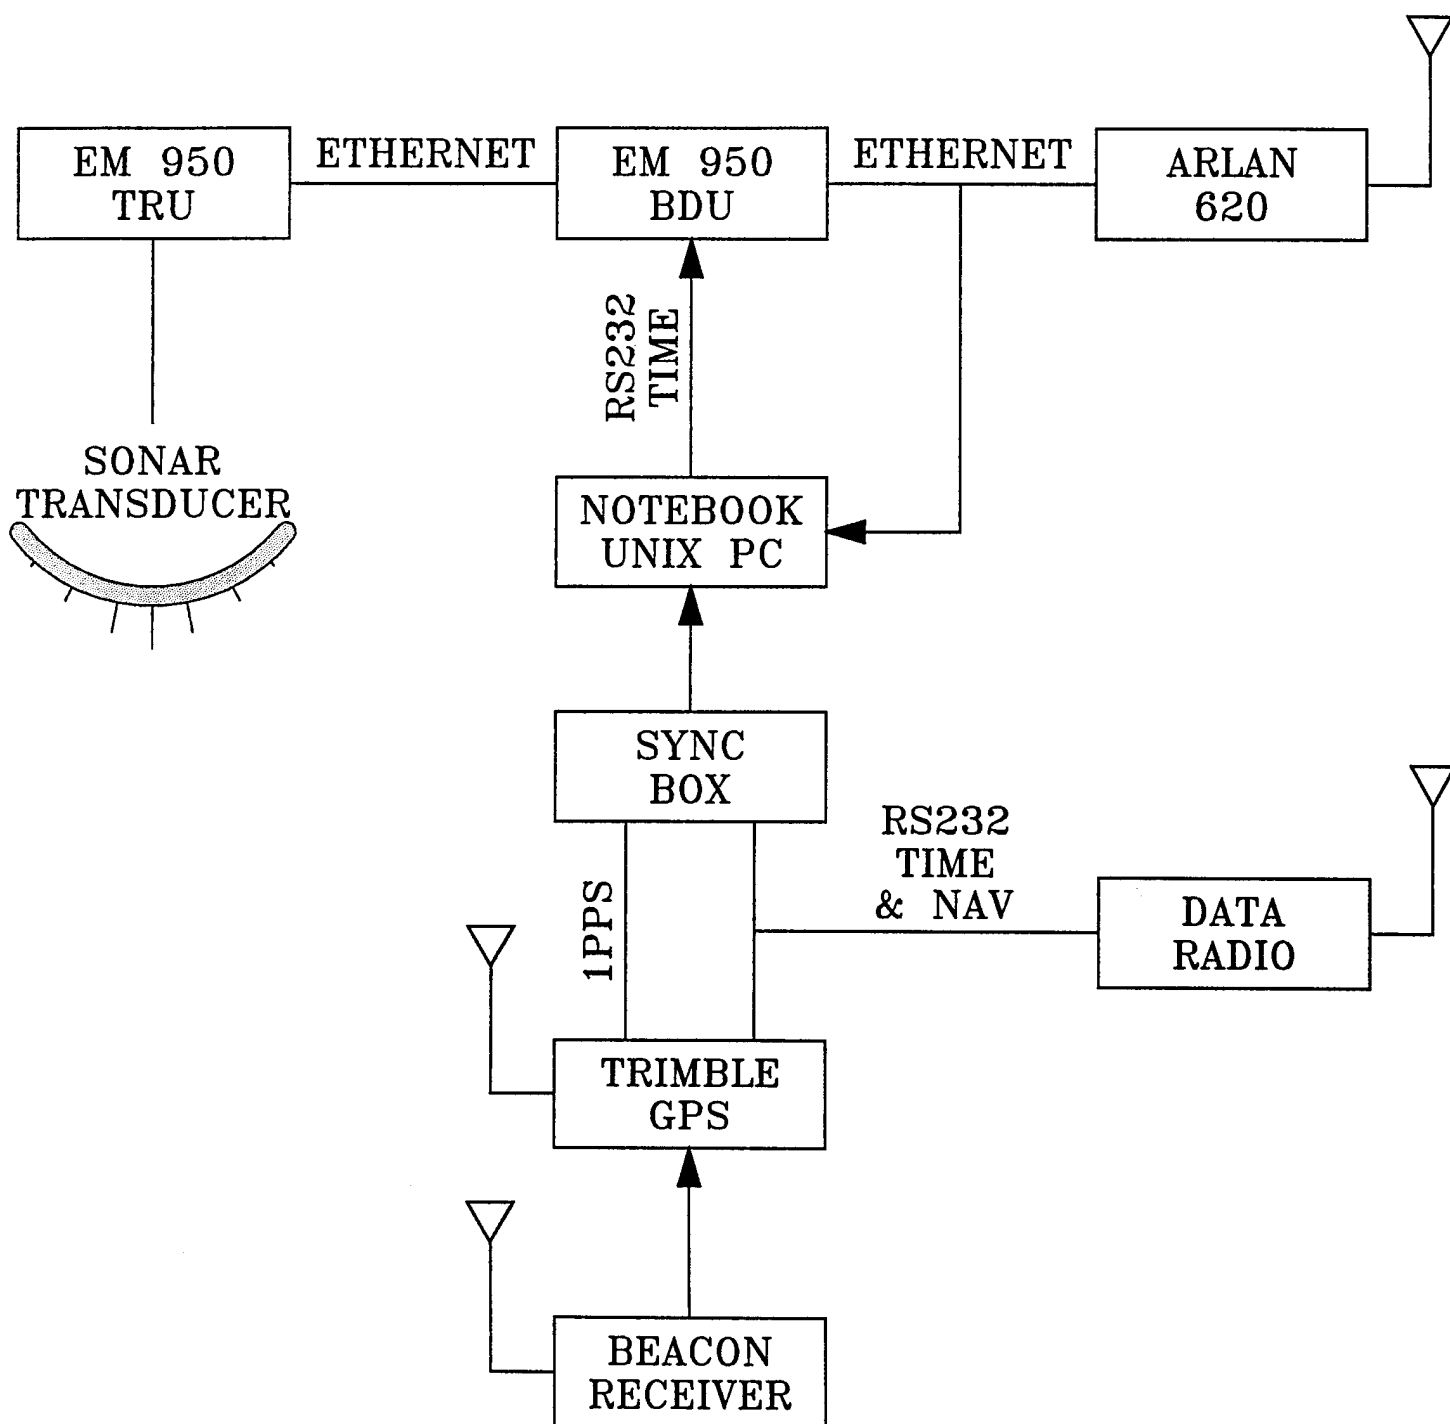 EM 950
TRU
ETHERNET
EM 950
BDU
ETHERNET
ARLAN
620
RS232
TIME
SONAR
TRANSDUCER
NOTEBOOK
UNIX PC
SYNC
BOX
RS232
TIME
& NAV
1PPS
DATA
RADIO
TRIMBLE
GPS
BEACON
RECEIVER